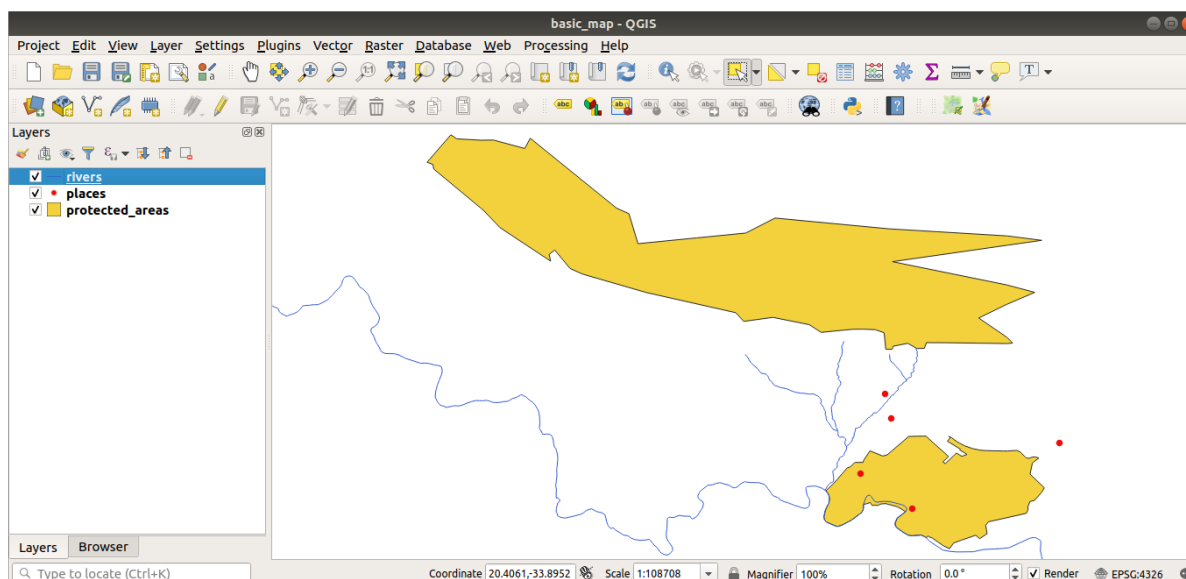 basic_map - QGIS
Project Edit View Layer Settings Plugins Vector Raster Database Web Processing Help
Layers
rivers
places
protected_areas
Layers Browser
Type to locate (Ctrl+K) Coordinate 20.4061,-33.8952 Scale 1:108708 Magnifier 100% Rotation 0.0 ° Render EPSG:4326